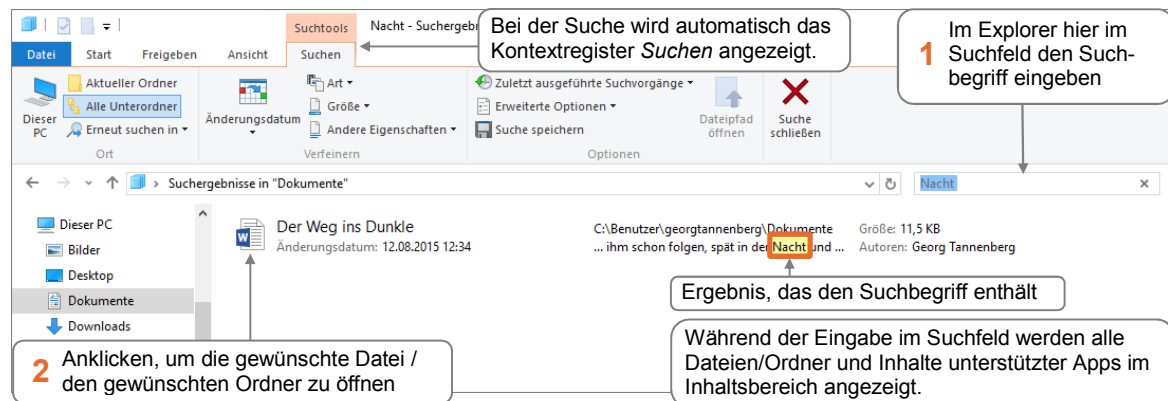 Suchtools
Nacht - Suchergeb
Datei Start Freigeben Ansicht Suchen
Bei der Suche wird automatisch das
Kontextregister Suchen angezeigt.
1 Im Explorer hier im
Suchfeld den Such-
begriff eingeben
Dieser
PC
Aktueller Ordner
Alle Unterordner
Erneut suchen in
Ort
Änderungsdatum
Art
Größe
Andere Eigenschaften
Verfeinern
Zuletzt ausgeführte Suchvorgänge
Erweiterte Optionen
Suche speichern
Dateipfad
öffnen
Optionen
Suche
schließen
Suchergebnisse in "Dokumente"
Nacht
Dieser PC
Bilder
Desktop
Dokumente
Downloads
Der Weg ins Dunkle
Änderungsdatum: 12.08.2015 12:34
C:\Benutzer\georgtannenberg\Dokumente
... ihm schon folgen, spät in der Nacht und ...
Größe: 11,5 KB
Autoren: Georg Tannenberg
Ergebnis, das den Suchbegriff enthält
2 Anklicken, um die gewünschte Datei /
den gewünschten Ordner zu öffnen
Während der Eingabe im Suchfeld werden alle
Dateien/Ordner und Inhalte unterstützter Apps im
Inhaltsbereich angezeigt.